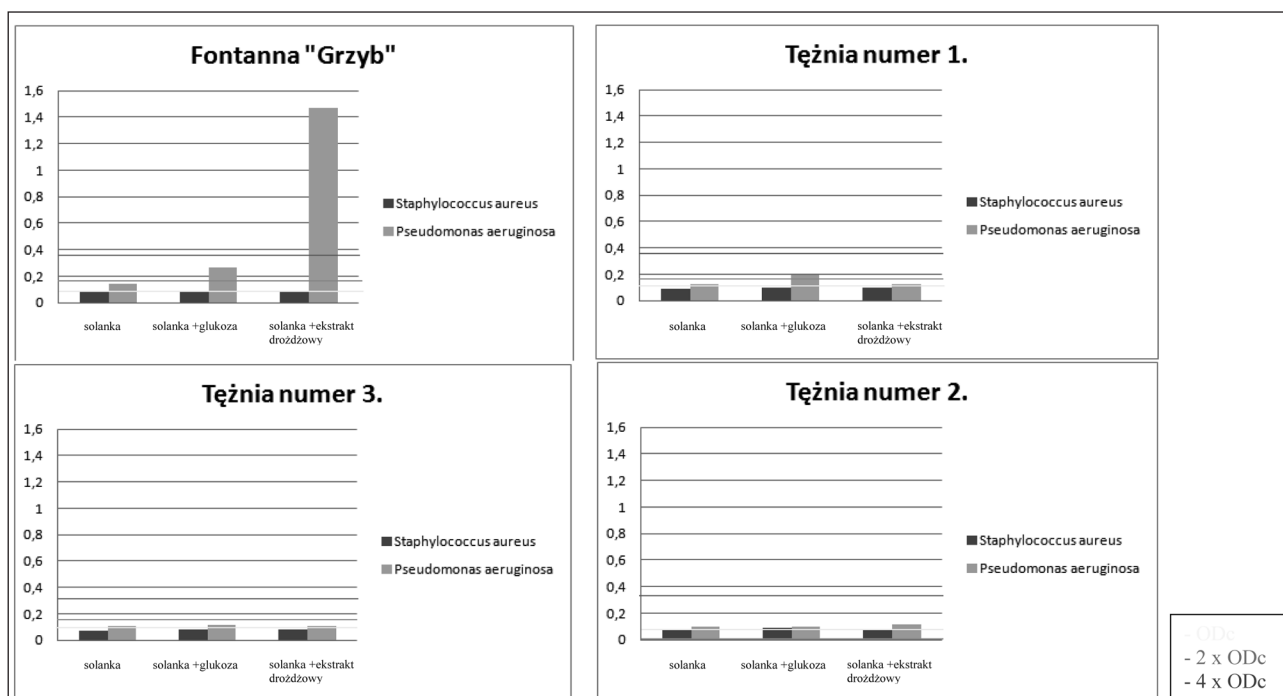 Fontanna "Grzyb"
1,6
1,4
1,2
1
0,8
0,6
0,4
0,2
0
solanka
solanka +glukoza
solanka +ekstrakt
drożdżowy
Staphylococcus aureus
Pseudomonas aeruginosa
Tężnia numer 1.
1,6
1,4
1,2
1
0,8
0,6
0,4
0,2
0
solanka
solanka +glukoza
solanka +ekstrakt
drożdżowy
Staphylococcus aureus
Pseudomonas aeruginosa
Tężnia numer 3.
1,6
1,4
1,2
1
0,8
0,6
0,4
0,2
0
solanka
solanka +glukoza
solanka +ekstrakt
drożdżowy
Staphylococcus aureus
Pseudomonas aeruginosa
Tężnia numer 2.
1,6
1,4
1,2
1
0,8
0,6
0,4
0,2
0
solanka
solanka +glukoza
solanka +ekstrakt
drożdżowy
Staphylococcus aureus
Pseudomonas aeruginosa
- ODc
- 2 x ODc
- 4 x ODc